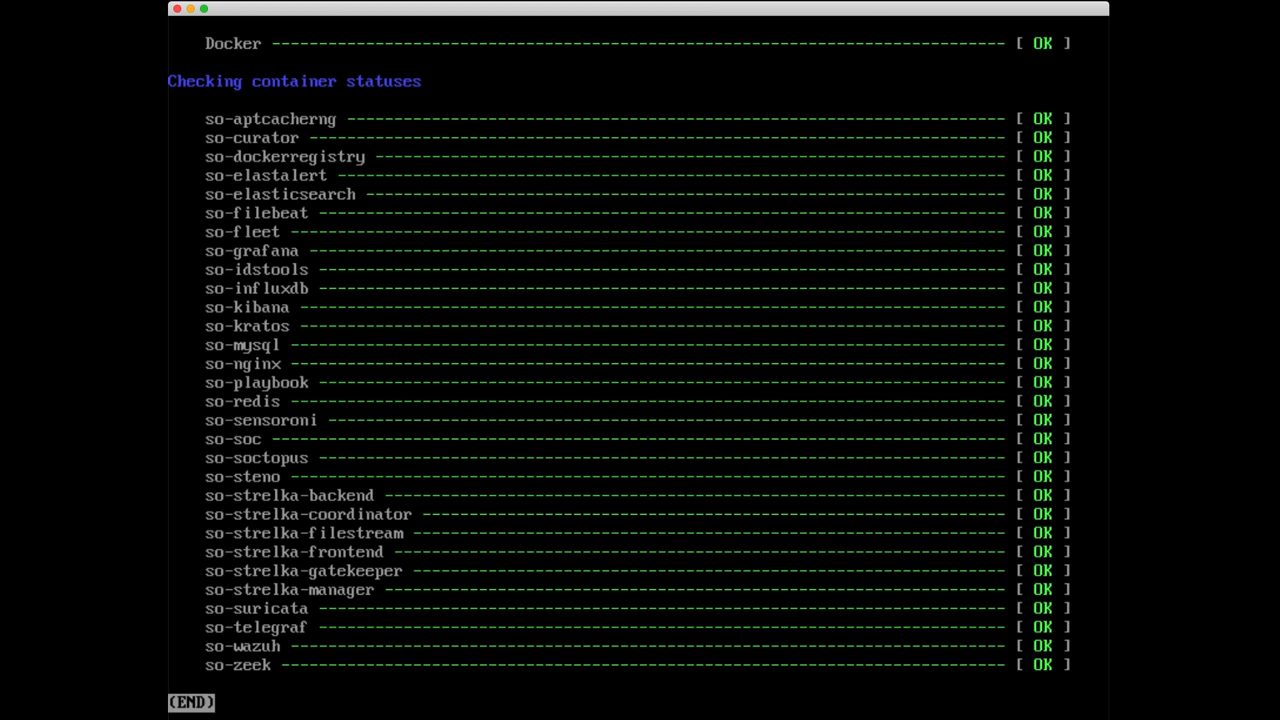 Docker -------------------------------------------------------------------------------- [ OK ]
Checking container statuses
so-aptcacherng ---------------------------------------------------------------------- [ OK ]
so-curator -------------------------------------------------------------------------- [ OK ]
so-dockerregistry ------------------------------------------------------------------- [ OK ]
so-elastalert ----------------------------------------------------------------------- [ OK ]
so-elasticsearch -------------------------------------------------------------------- [ OK ]
so-filebeat ------------------------------------------------------------------------- [ OK ]
so-fleet ---------------------------------------------------------------------------- [ OK ]
so-grafana -------------------------------------------------------------------------- [ OK ]
so-idstools ------------------------------------------------------------------------- [ OK ]
so-influxdb ------------------------------------------------------------------------- [ OK ]
so-kibana --------------------------------------------------------------------------- [ OK ]
so-kratos --------------------------------------------------------------------------- [ OK ]
so-mysql ---------------------------------------------------------------------------- [ OK ]
so-nginx ---------------------------------------------------------------------------- [ OK ]
so-playbook ------------------------------------------------------------------------- [ OK ]
so-redis ---------------------------------------------------------------------------- [ OK ]
so-sensoroni ------------------------------------------------------------------------ [ OK ]
so-soc ------------------------------------------------------------------------------ [ OK ]
so-soctopus ------------------------------------------------------------------------- [ OK ]
so-steno ---------------------------------------------------------------------------- [ OK ]
so-strelka-backend ------------------------------------------------------------------ [ OK ]
so-strelka-coordinator -------------------------------------------------------------- [ OK ]
so-strelka-filestream --------------------------------------------------------------- [ OK ]
so-strelka-frontend ----------------------------------------------------------------- [ OK ]
so-strelka-gatekeeper --------------------------------------------------------------- [ OK ]
so-strelka-manager ------------------------------------------------------------------ [ OK ]
so-suricata ------------------------------------------------------------------------- [ OK ]
so-telegraf ------------------------------------------------------------------------- [ OK ]
so-wazuh ---------------------------------------------------------------------------- [ OK ]
so-zeek ----------------------------------------------------------------------------- [ OK ]
(END)